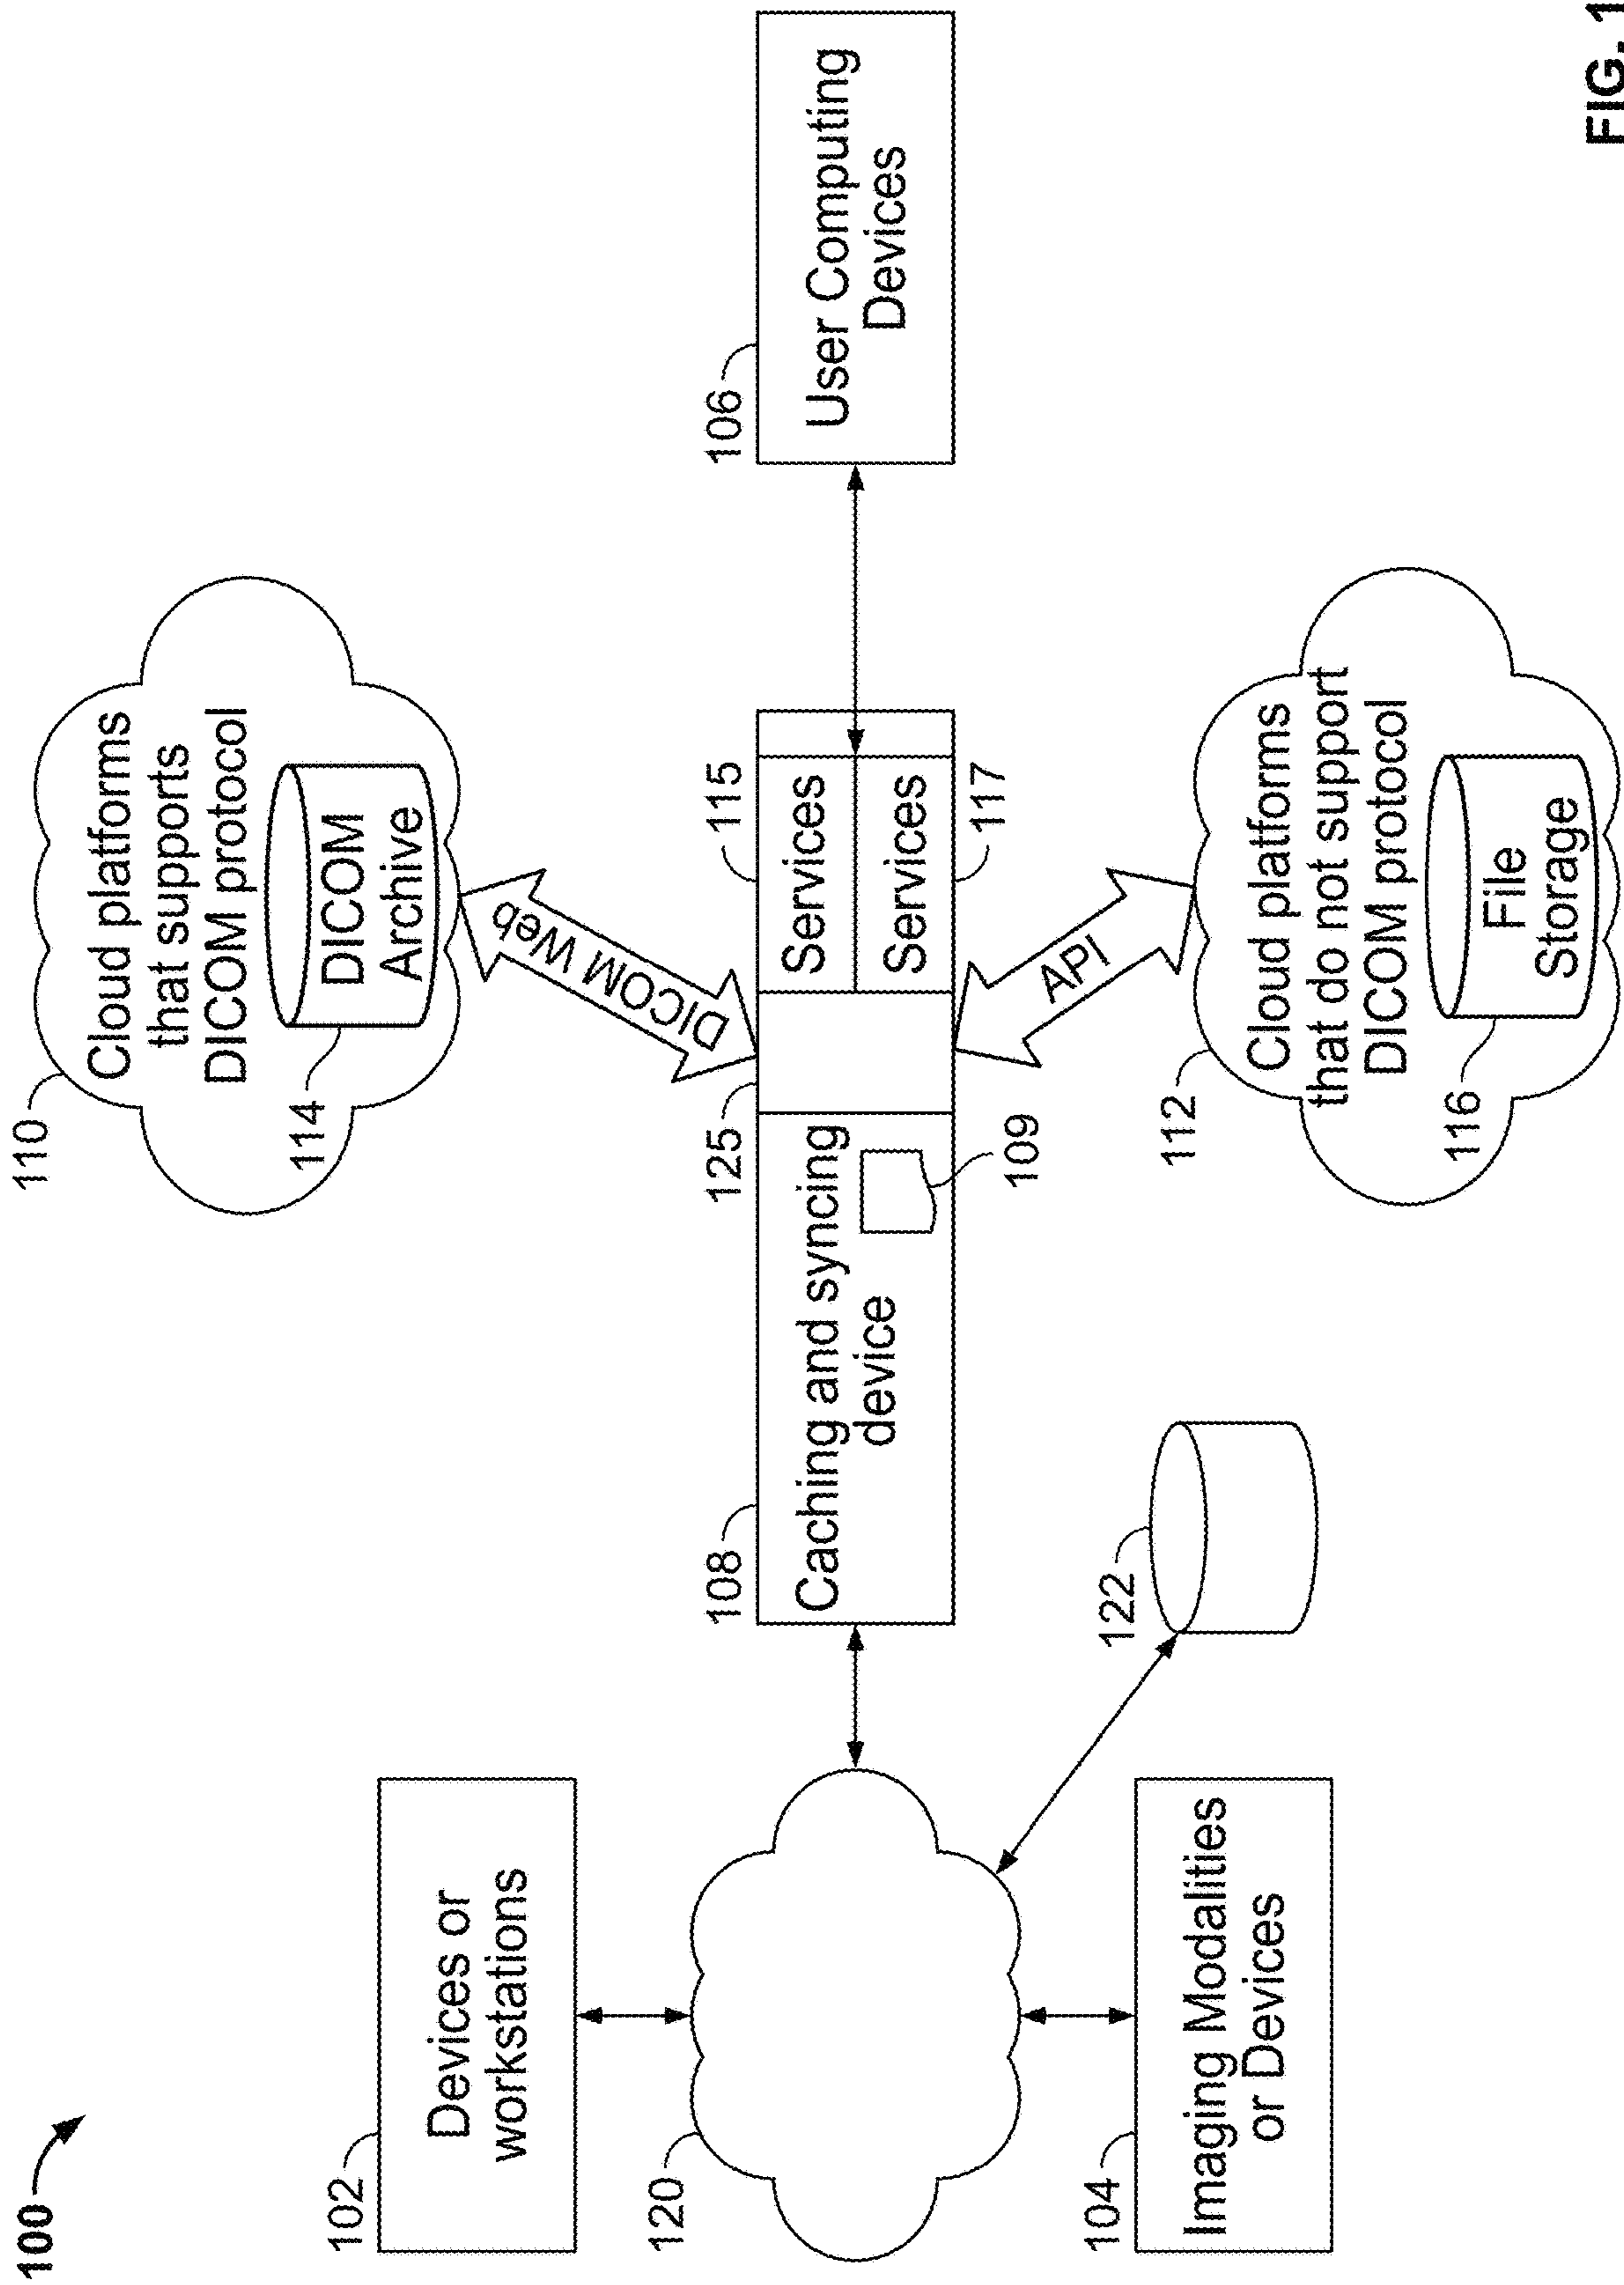 100
110
Cloud platforms
that supports
DICOM protocol
114
DICOM
Archive
DICOM Web
102
Devices or
workstations
120
104
Imaging Modalities
or Devices
122
108
Caching and syncing
device
109
125
115
Services
Services
117
106
User Computing
Devices
API
112
Cloud platforms
that do not support
DICOM protocol
116
File
Storage
FIG. 1